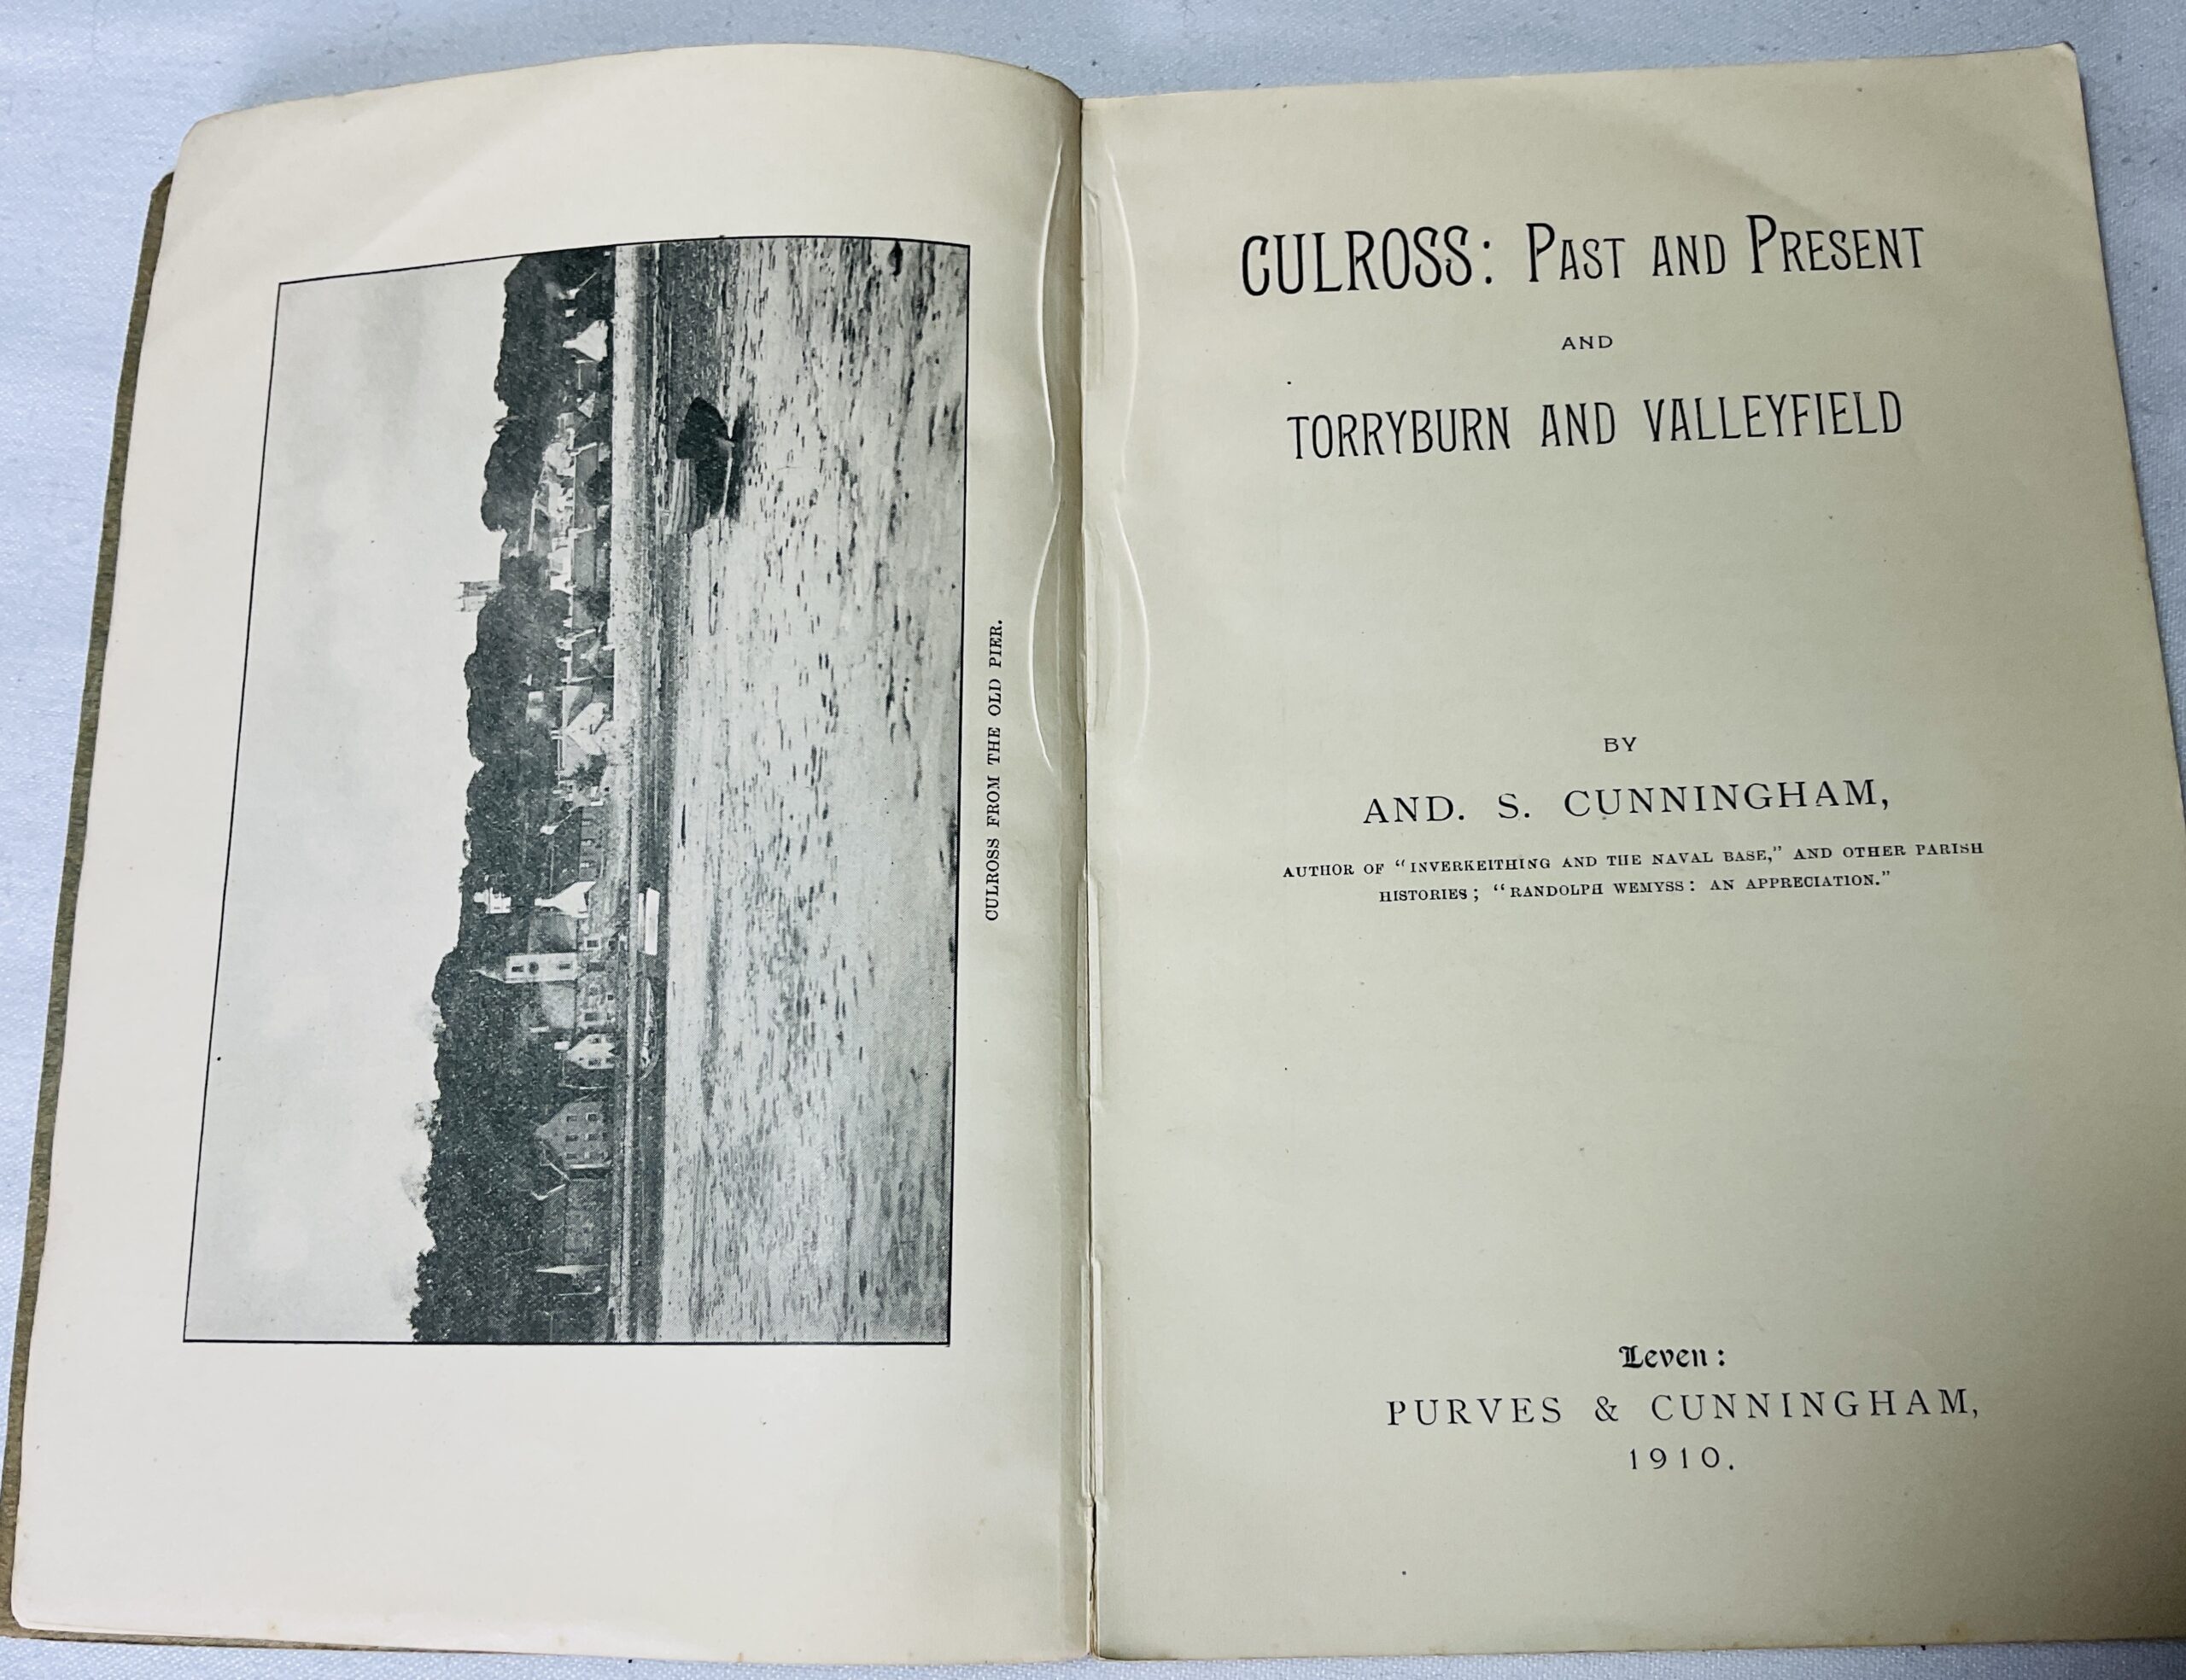 CULROSS FROM THE OLD PIER.
CULROSS: PAST AND PRESENT
AND
TORRYBURN AND VALLEYFIELD
BY
AND. S. CUNNINGHAM,
AUTHOR OF "INVERKEITHING AND THE NAVAL BASE," AND OTHER PARISH
HISTORIES; "RANDOLPH WEMYSS: AN APPRECIATION."
Leven:
PURVES & CUNNINGHAM,
1910.